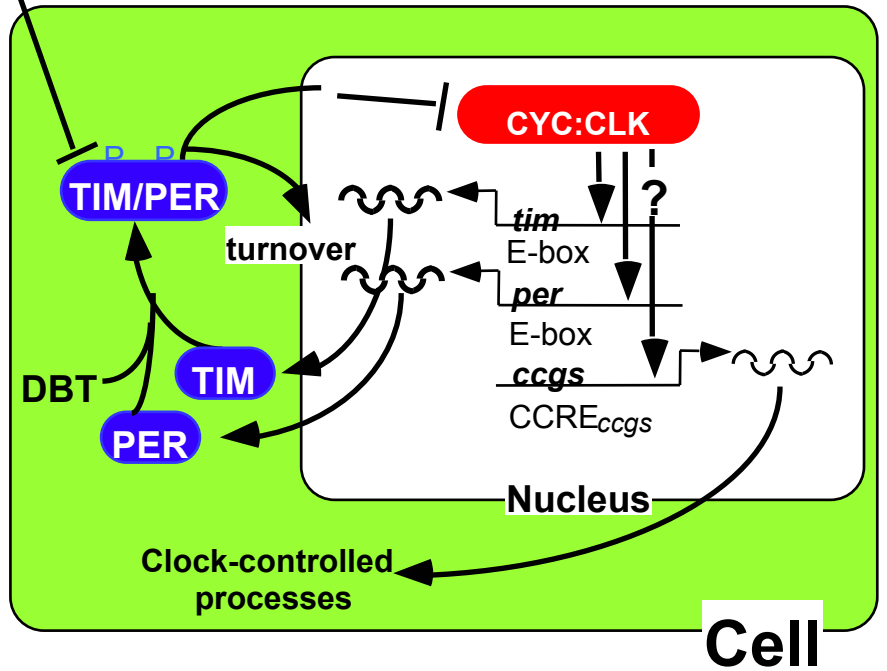 CYC:CLK
P P
TIM/PER
?
tim
turnover
E-box
per
E-box
DBT
TIM
ccgs
CCREccgs
PER
Nucleus
Clock-controlled
processes
Cell